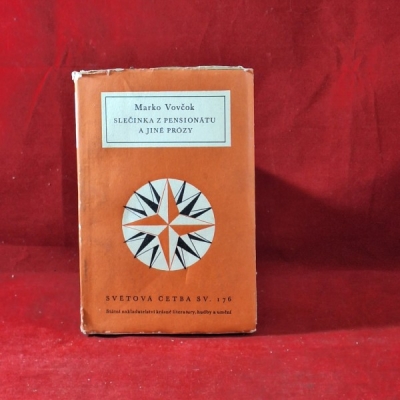 Marko Vovčok
SLEČINKA Z PENSIONÁTU
A JINÉ PRÓZY
SVĚTOVÁ ČETBA SV. 176
Státní nakladatelství krásné literatury, hudby a umění